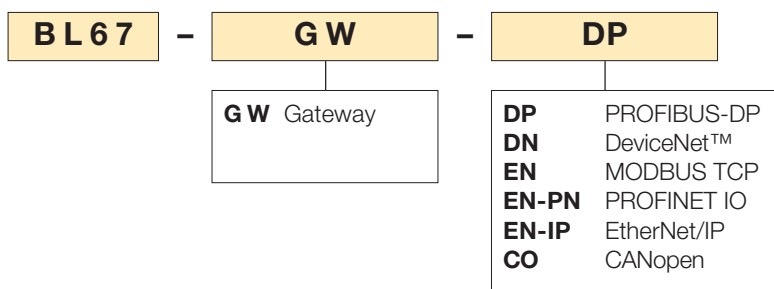 BL67 – GW – DP
GW Gateway
DP PROFIBUS-DP
DN DeviceNet™
EN MODBUS TCP
EN-PN PROFINET IO
EN-IP EtherNet/IP
CO CANopen